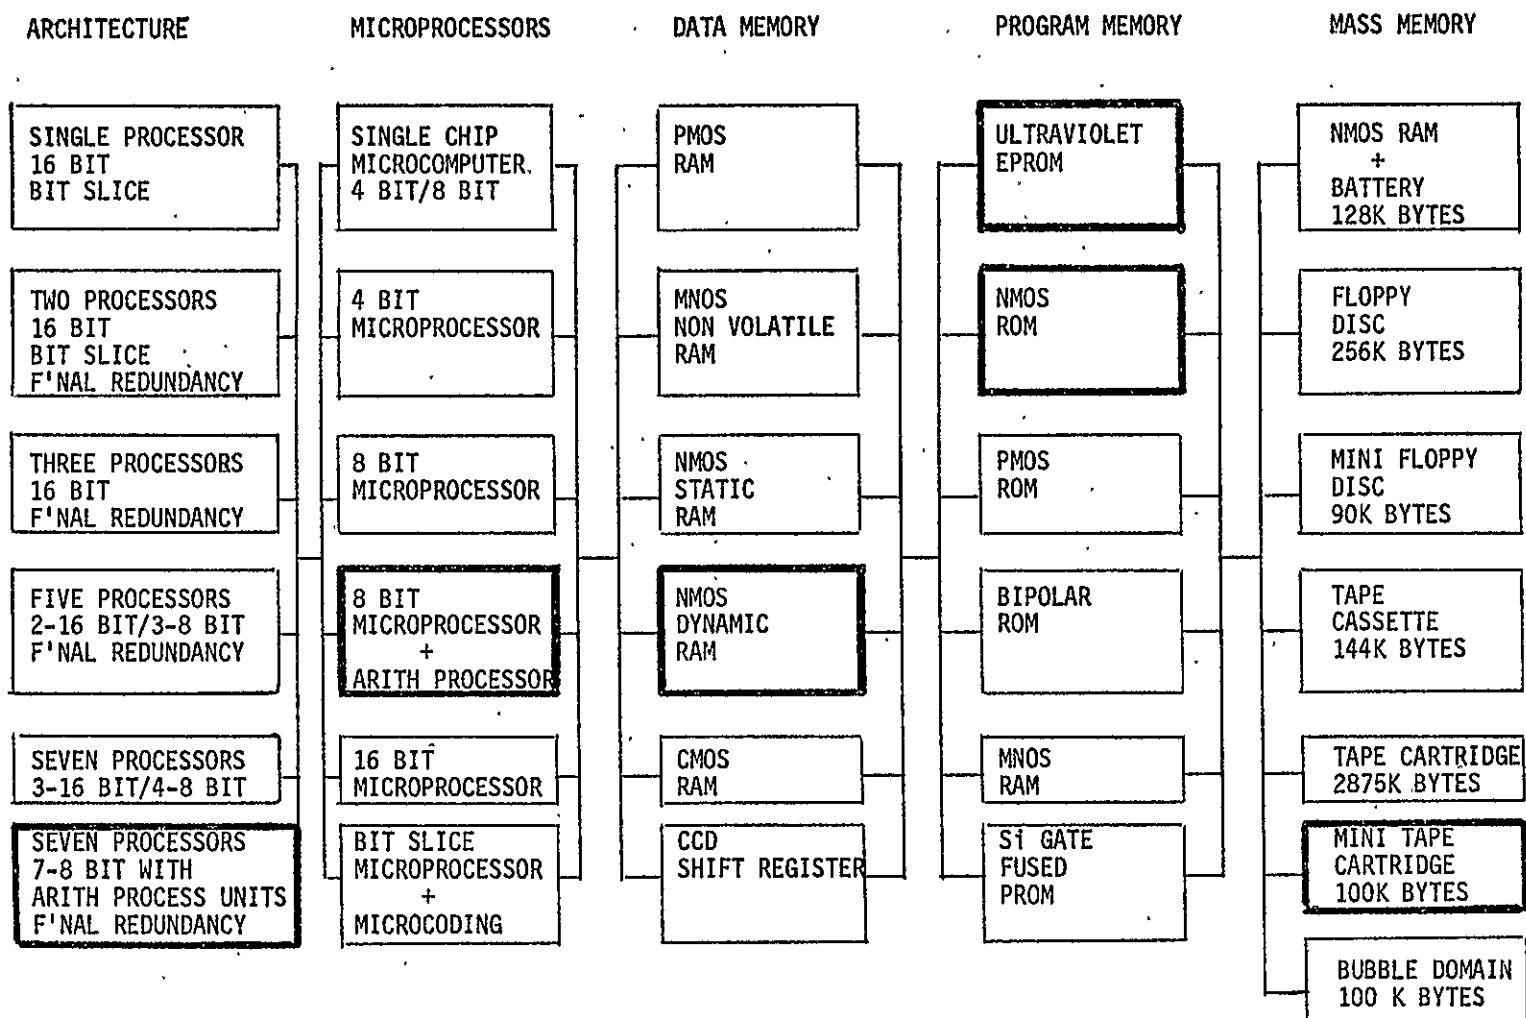 ARCHITECTURE
SINGLE PROCESSOR
16 BIT
BIT SLICE
TWO PROCESSORS
16 BIT
BIT SLICE
F'NAL REDUNDANCY
THREE PROCESSORS
16 BIT
F'NAL REDUNDANCY
FIVE PROCESSORS
2-16 BIT/3-8 BIT
F'NAL REDUNDANCY
SEVEN PROCESSORS
3-16 BIT/4-8 BIT
SEVEN PROCESSORS
7-8 BIT WITH
ARITH PROCESS UNITS
F'NAL REDUNDANCY
MICROPROCESSORS
SINGLE CHIP
MICROCOMPUTER
4 BIT/8 BIT
4 BIT
MICROPROCESSOR
8 BIT
MICROPROCESSOR
8 BIT
MICROPROCESSOR
+
ARITH PROCESSOR
16 BIT
MICROPROCESSOR
BIT SLICE
MICROPROCESSOR
+
MICROCODING
DATA MEMORY
PMOS
RAM
MNOS
NON VOLATILE
RAM
NMOS
STATIC
RAM
NMOS
DYNAMIC
RAM
CMOS
RAM
CCD
SHIFT REGISTER
PROGRAM MEMORY
ULTRAVIOLET
EPROM
NMOS
ROM
PMOS
ROM
BIPOLAR
ROM
MNOS
RAM
Si GATE
FUSED
PROM
MASS MEMORY
NMOS RAM
+
BATTERY
128K BYTES
FLOPPY
DISC
256K BYTES
MINI FLOPPY
DISC
90K BYTES
TAPE
CASSETTE
144K BYTES
TAPE CARTRIDGE
2875K BYTES
MINI TAPE
CARTRIDGE
100K BYTES
BUBBLE DOMAIN
100 K BYTES